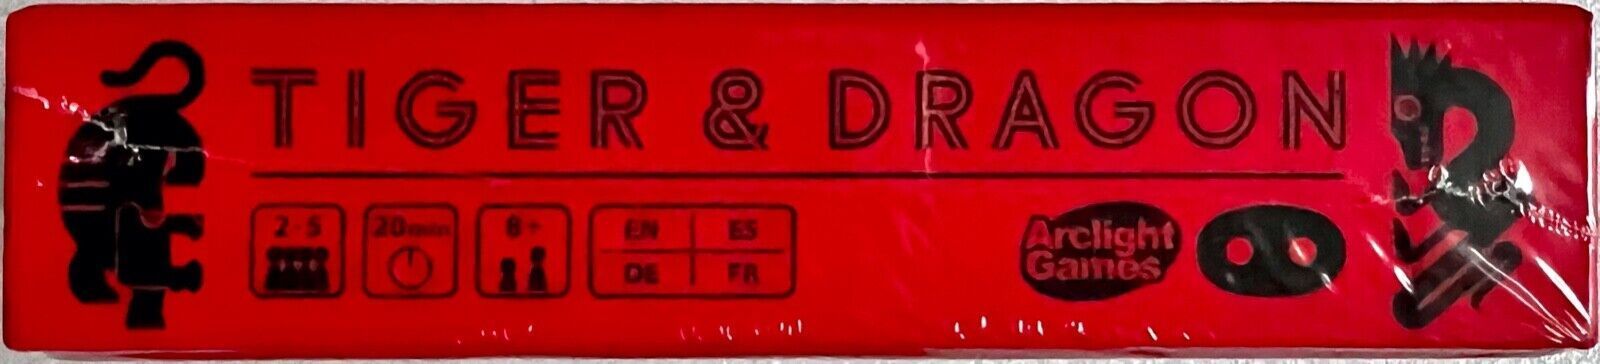 TIGER & DRAGON
2-5
20min
8+
EN ES
DE FR
Arclight
Games